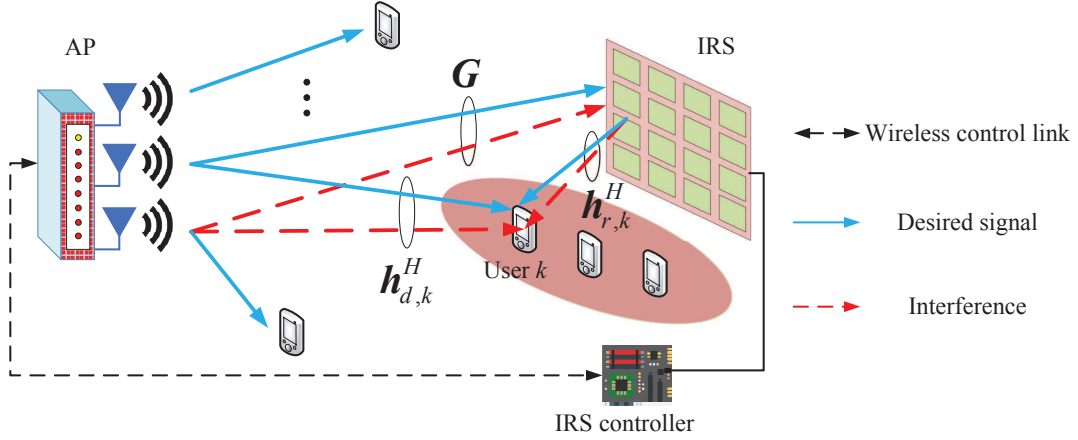 AP
IRS
G
Wireless control link
h^H_{r,k}
Desired signal
User k
h^H_{d,k}
Interference
IRS controller